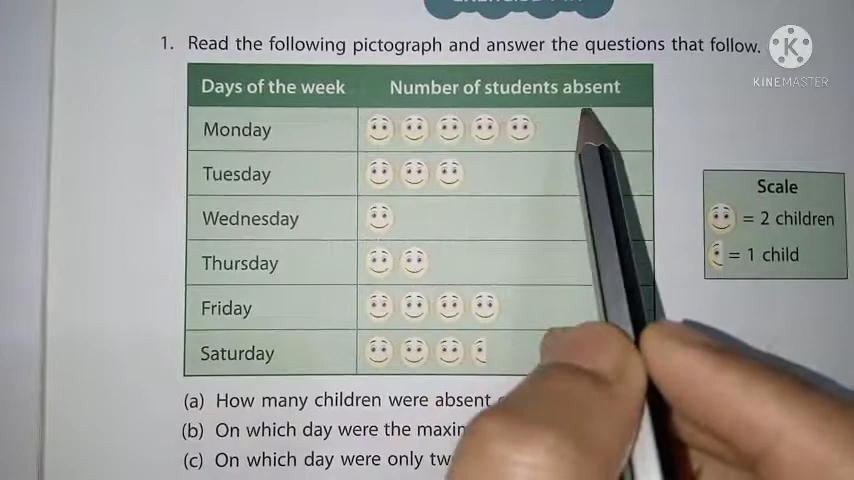 1. Read the following pictograph and answer the questions that follow.
K
KINEMASTER
Days of the week Number of students absent
Monday
Tuesday
Wednesday
Thursday
Friday
Saturday
Scale
= 2 children
= 1 child
(a) How many children were absent
(b) On which day were the
(c) On which day were only